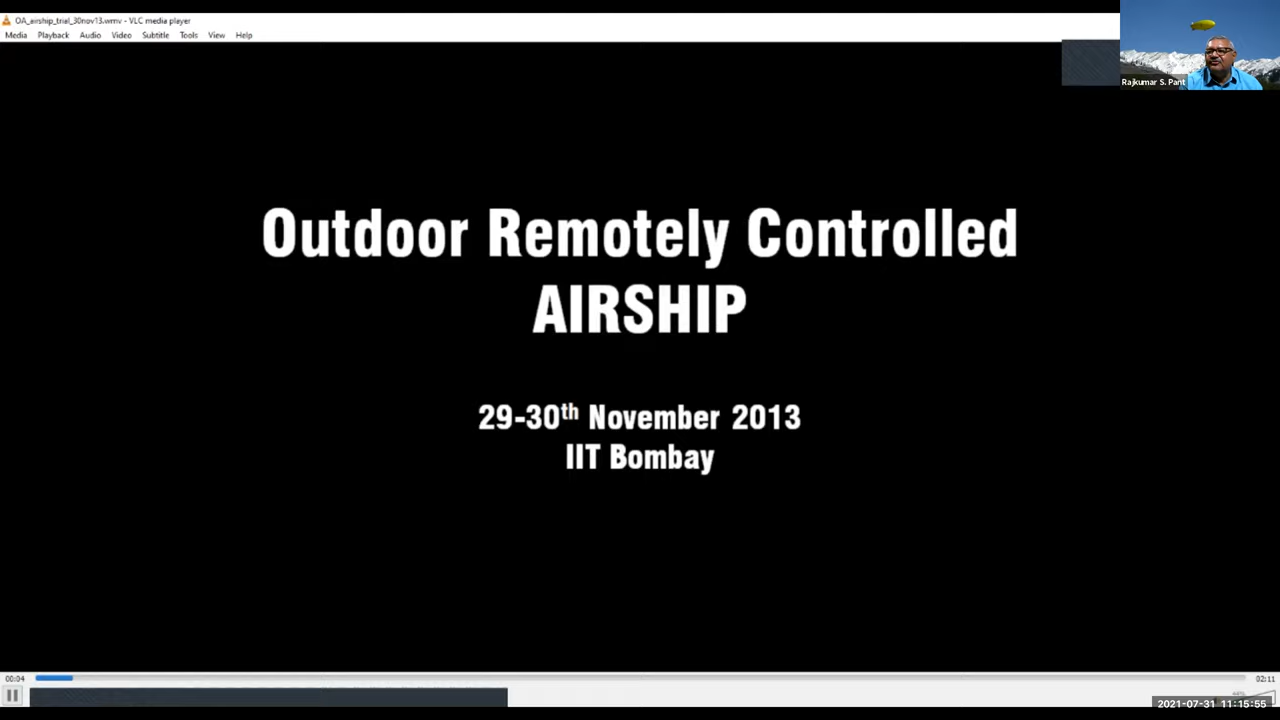 OA_airship_trial_30nov13.wmv - VLC media player
Media Playback Audio Video Subtitle Tools View Help
Rajkumar S. Pant
Outdoor Remotely Controlled
AIRSHIP
29-30th November 2013
IIT Bombay
00:04
02:11
2021-07-31 11:15:55